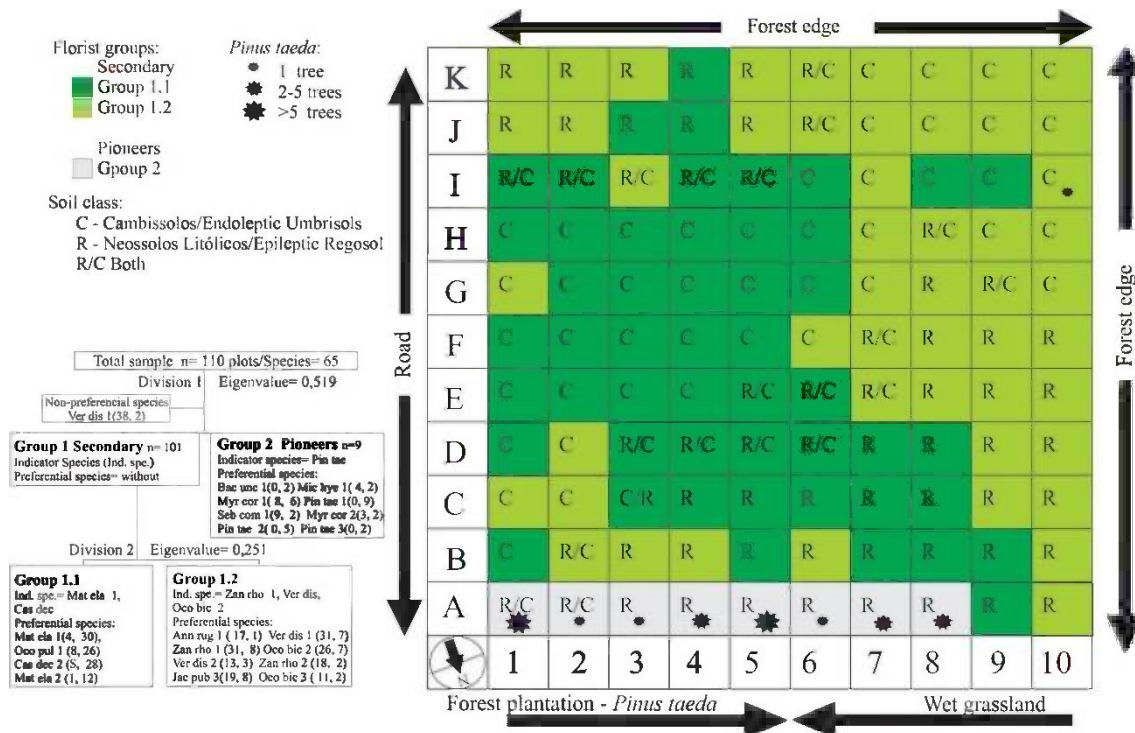 Florist groups:
Secondary
Group 1.1
Group 1.2
Pioneers
Gpoup 2
Pinus taeda:
1 tree
2-5 trees
>5 trees
Soil class:
C - Cambissolos/Endoleptic Umbrisols
R - Neossolos Litólicos/Epileptic Regosol
R/C Both
Total sample n= 110 plots/Species= 65
Division 1 Eigenvalue= 0,519
Non-preferencial species
Ver dis 1(38, 2)
Group 1 Secondary n= 101
Indicator Species (Ind. spe.)
Preferential species= without
Group 2 Pioneers n=9
Indicator species= Pin tae
Preferential species:
Bac unc 1(0, 2) Mic hye 1( 4, 2)
Myr cor 1( 8, 6) Pin tae 1(0, 9)
Seb com 1(9, 2) Myr cor 2(3, 2)
Pin tae 2( 0, 5) Pin tae 3(0, 2)
Division 2 Eigenvalue= 0,251
Group 1.1
Ind. spe.= Mat ela 1,
Cas dec
Preferential species:
Mat ela 1(4, 30),
Oco pul 1 (8, 26)
Cas dec 2 (S, 28)
Mat ela 2 (1, 12)
Group 1.2
Ind. spe.= Zan rho 1, Ver dis,
Oco bic 2
Preferential species:
Ann rug 1 ( 17, 1) Ver dis 1 (31, 7)
Zan rho 1 (31, 8) Oco bic 2 (26, 7)
Ver dis 2 (13, 3) Zan rho 2 (18, 2)
Jac pub 3(19, 8) Oco bic 3 ( 11, 2)
Forest edge
Road
Forest edge
K R R R R R R/C C C C C
J R R R R R R/C C C C C
I R/C R/C R/C R/C R/C C C C C C
H C C C C C C C R/C C C
G C C C C C C C R R/C C
F C C C C C C R/C R R R
E C C C C R/C R/C R/C R R R
D C C R/C R/C R/C R/C R R R R
C C C C/R R R R R R R R
B C R/C R R R R R R R R
A R/C R/C R R R R R R R R
1 2 3 4 5 6 7 8 9 10
Forest plantation - Pinus taeda Wet grassland